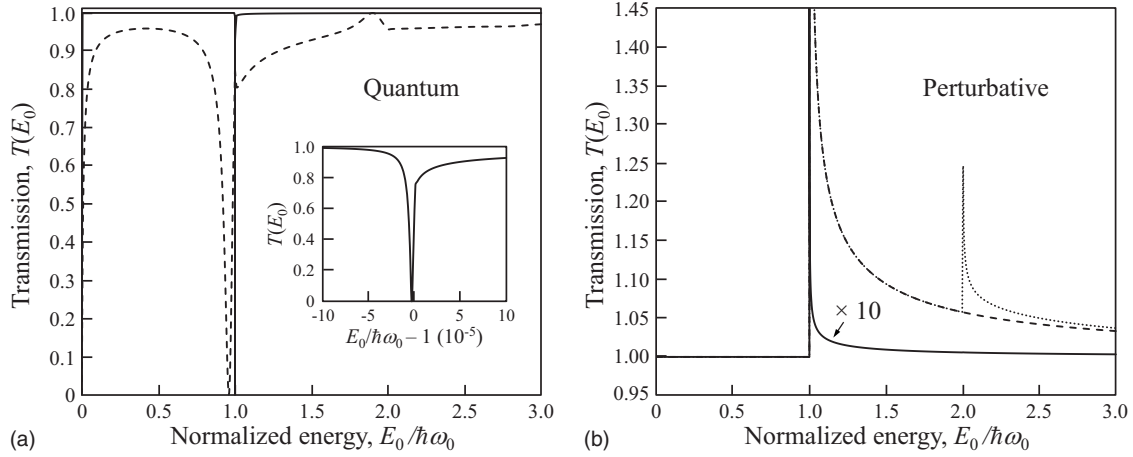 1.0
0.9
0.8
0.7
0.6
0.5
0.4
0.3
0.2
0.1
0
Transmission, T(E0)
Quantum
1.0
0.8
0.6
0.4
0.2
0
T(E0)
-10 -5 0 5 10
E0/ℏω0 – 1 (10-5)
0 0.5 1.0 1.5 2.0 2.5 3.0
Normalized energy, E0/ℏω0
(a)
1.45
1.40
1.35
1.30
1.25
1.20
1.15
1.10
1.05
1.00
0.95
Transmission, T(E0)
Perturbative
× 10
0 0.5 1.0 1.5 2.0 2.5 3.0
Normalized energy, E0/ℏω0
(b)